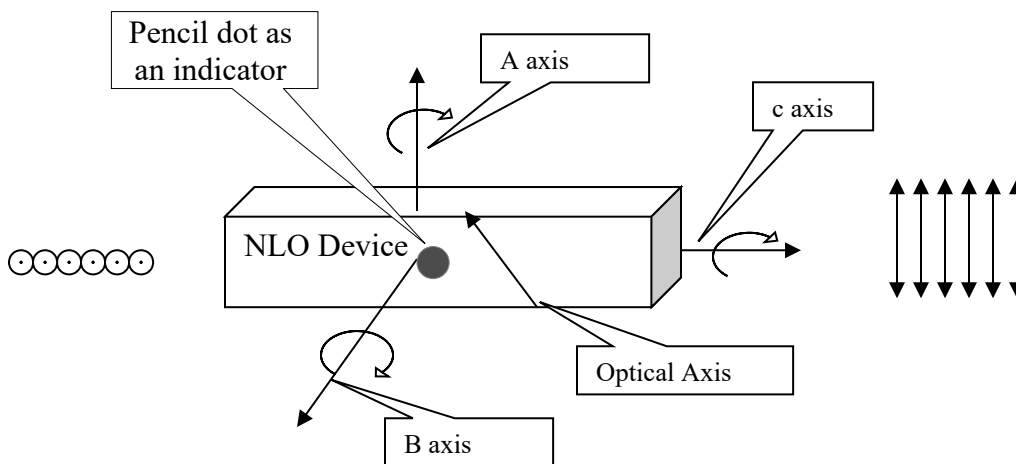 Pencil dot as
an indicator
A axis
c axis
NLO Device
Optical Axis
B axis